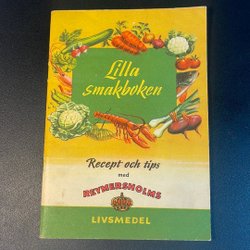 Lilla
smakboken
Recept och tips
med
REYMERSHOLMS
LIVSMEDEL